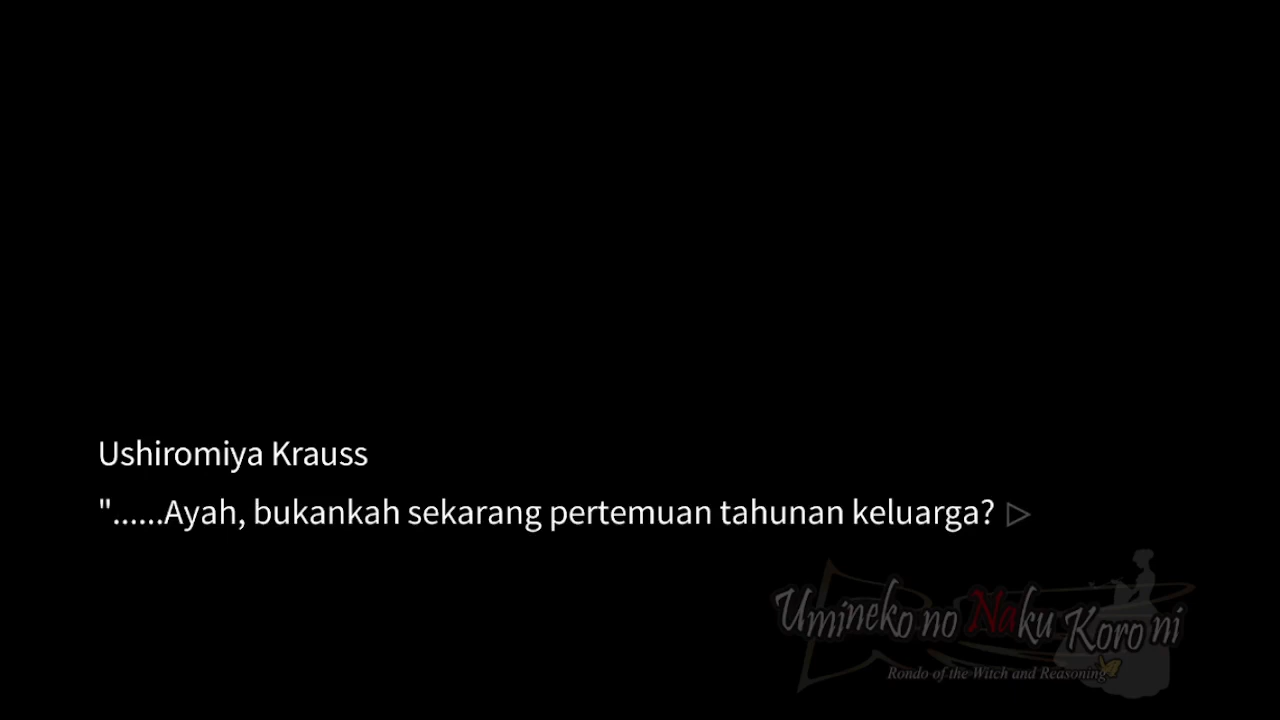 Ushiromiya Krauss
"......Ayah, bukankah sekarang pertemuan tahunan keluarga?
Umineko no Naku Koro ni
Rondo of the Witch and Reasoning